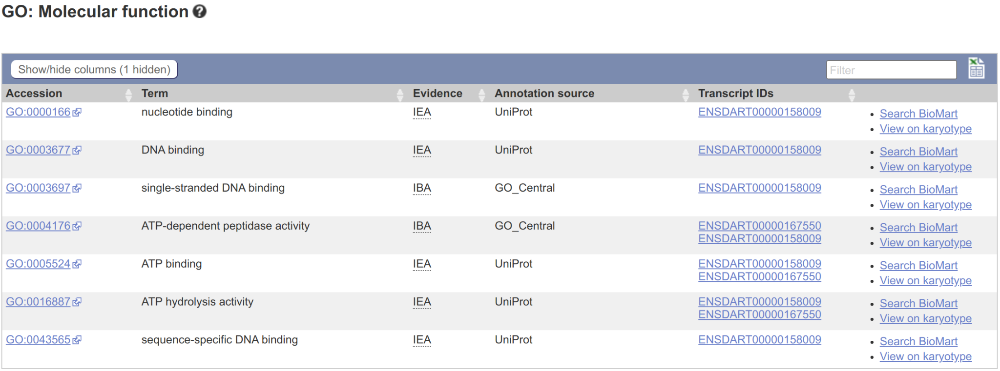 GO: Molecular function ?
Show/hide columns (1 hidden)
Filter
Accession Term Evidence Annotation source Transcript IDs
GO:0000166 nucleotide binding IEA UniProt ENSDART00000158009
• Search BioMart
• View on karyotype
GO:0003677 DNA binding IEA UniProt ENSDART00000158009
• Search BioMart
• View on karyotype
GO:0003697 single-stranded DNA binding IBA GO_Central ENSDART00000158009
• Search BioMart
• View on karyotype
GO:0004176 ATP-dependent peptidase activity IBA GO_Central ENSDART00000167550
ENSDART00000158009
• Search BioMart
• View on karyotype
GO:0005524 ATP binding IEA UniProt ENSDART00000158009
ENSDART00000167550
• Search BioMart
• View on karyotype
GO:0016887 ATP hydrolysis activity IEA UniProt ENSDART00000158009
ENSDART00000167550
• Search BioMart
• View on karyotype
GO:0043565 sequence-specific DNA binding IEA UniProt ENSDART00000158009
• Search BioMart
• View on karyotype